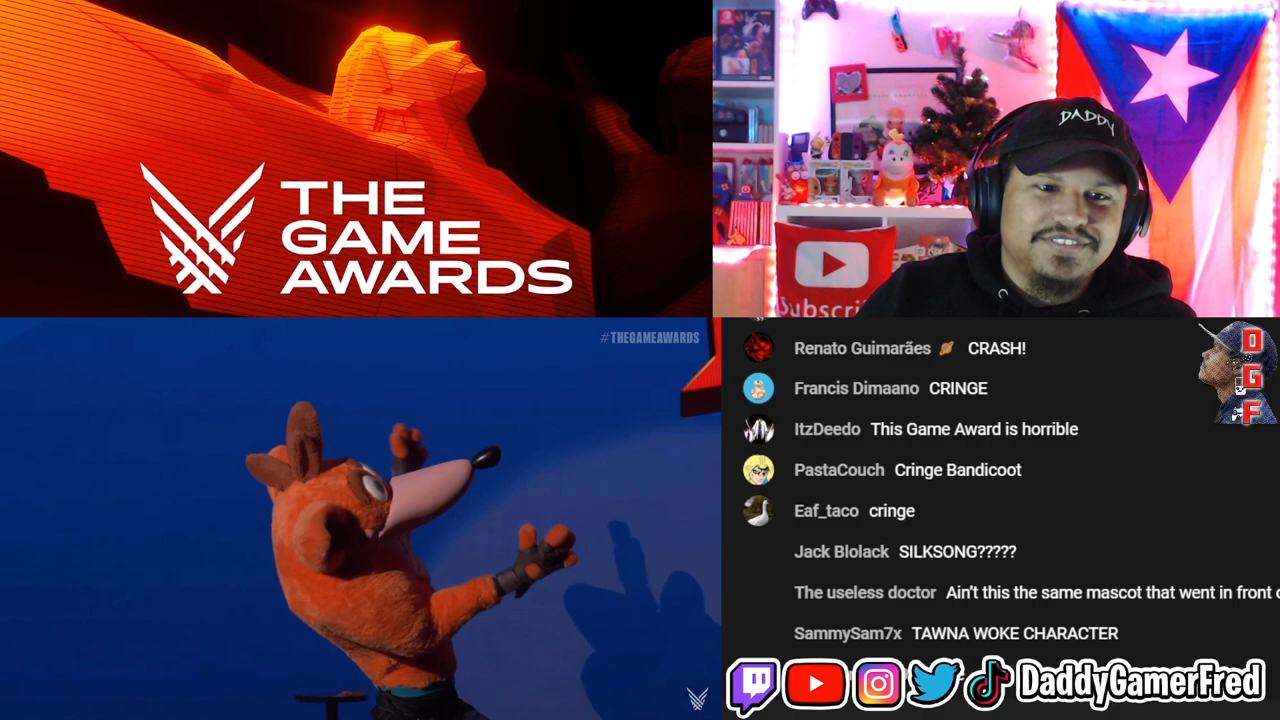 THE
GAME
AWARDS
DADDY
Subscri
#THEGAMEAWARDS
Renato Guimarães CRASH!
Francis Dimaano CRINGE
ItzDeedo This Game Award is horrible
PastaCouch Cringe Bandicoot
Eaf_taco cringe
Jack Blolack SILKSONG?????
The useless doctor Ain't this the same mascot that went in front
SammySam7x TAWNA WOKE CHARACTER
D
G
F
DaddyGamerFred